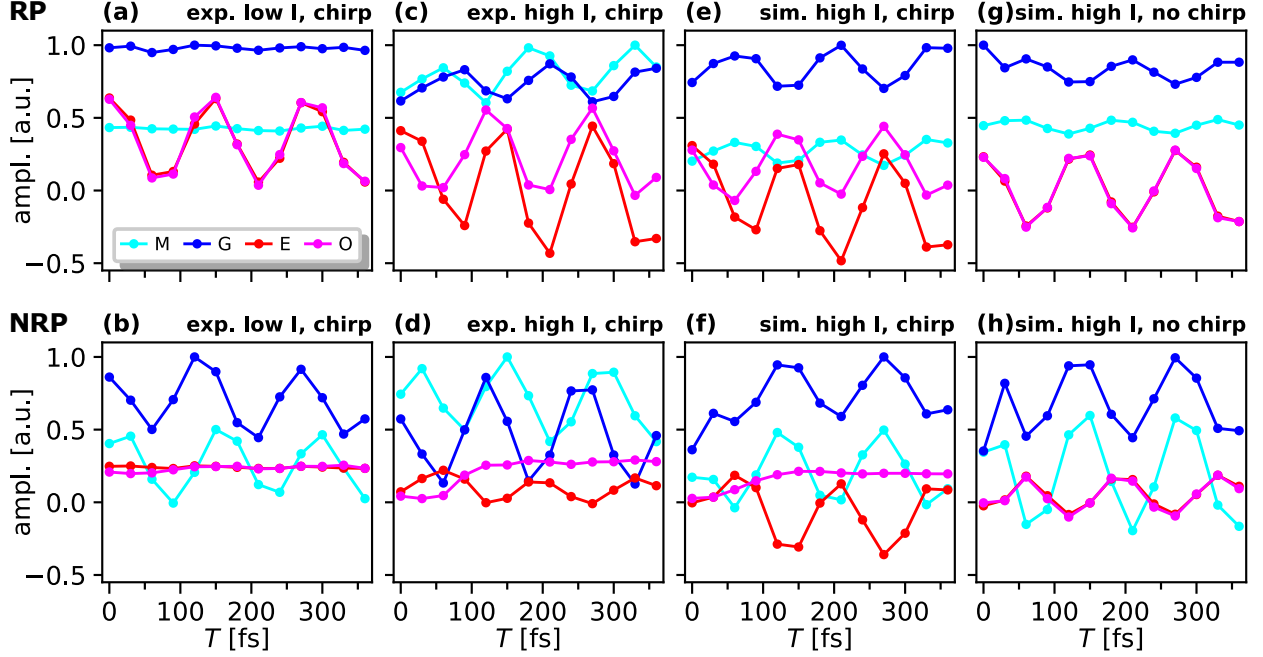 RP (a) exp. low I, chirp (c) exp. high I, chirp (e) sim. high I, chirp (g) sim. high I, no chirp
1.0
0.5
0.0
−0.5
ampl. [a.u.]
M G E O
NRP (b) exp. low I, chirp (d) exp. high I, chirp (f) sim. high I, chirp (h) sim. high I, no chirp
1.0
0.5
0.0
−0.5
ampl. [a.u.]
0 100 200 300 0 100 200 300 0 100 200 300 0 100 200 300
T [fs] T [fs] T [fs] T [fs]